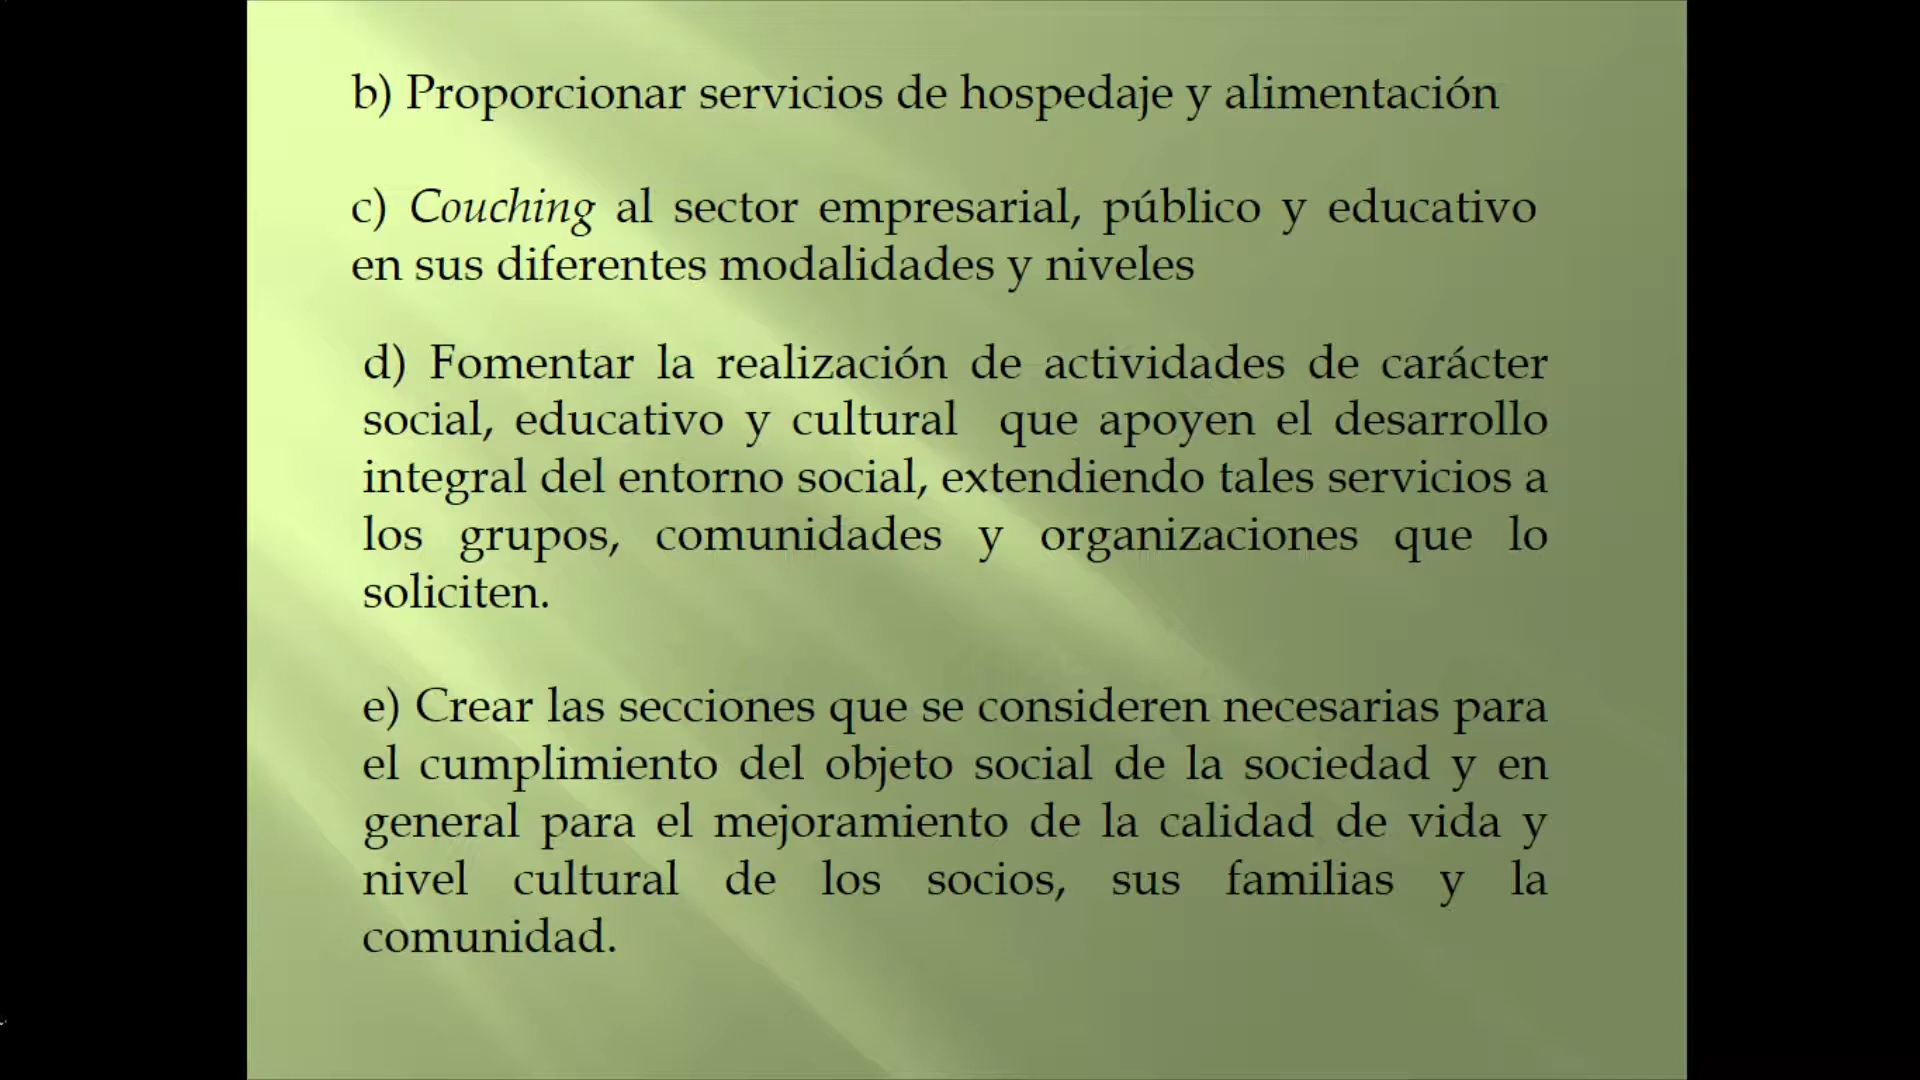 b) Proporcionar servicios de hospedaje y alimentación
c) Couching al sector empresarial, público y educativo
en sus diferentes modalidades y niveles
d) Fomentar la realización de actividades de carácter
social, educativo y cultural que apoyen el desarrollo
integral del entorno social, extendiendo tales servicios a
los grupos, comunidades y organizaciones que lo
soliciten.
e) Crear las secciones que se consideren necesarias para
el cumplimiento del objeto social de la sociedad y en
general para el mejoramiento de la calidad de vida y
nivel cultural de los socios, sus familias y la
comunidad.